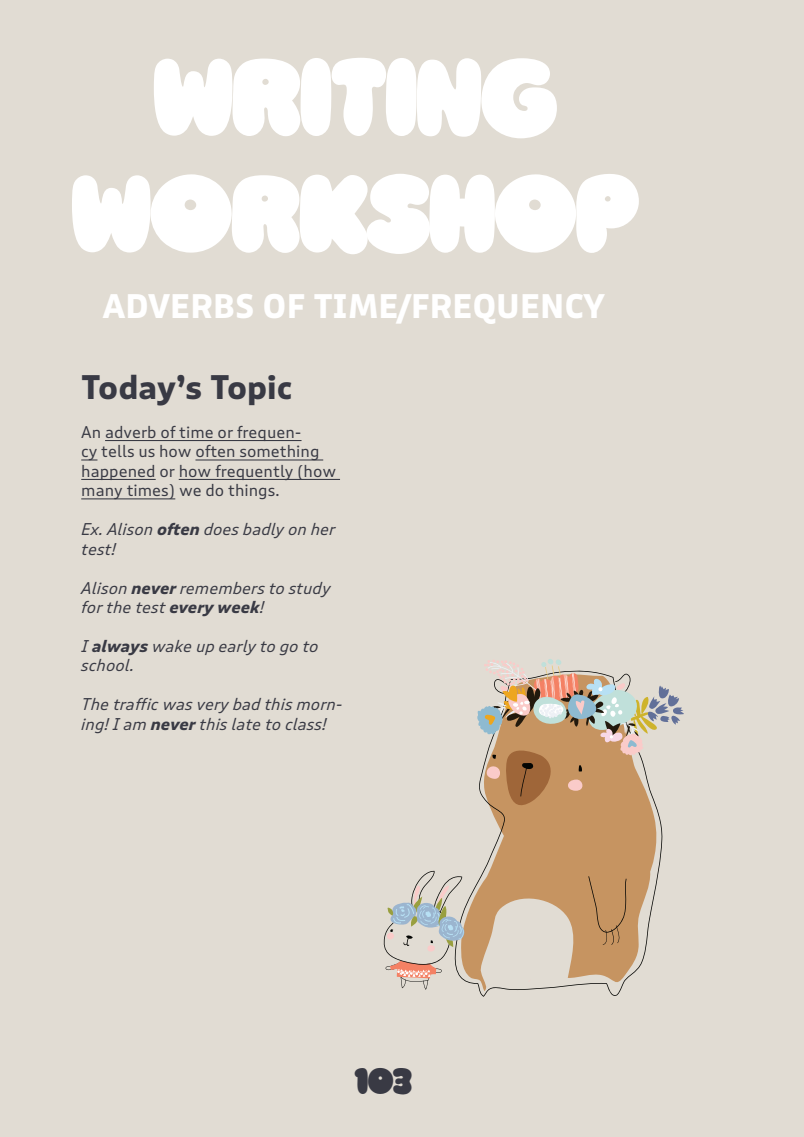 WRITING
WORKSHOP
ADVERBS OF TIME/FREQUENCY
Today’s Topic
An adverb of time or frequen-
cy tells us how often something
happened or how frequently (how
many times) we do things.
Ex. Alison often does badly on her
test!
Alison never remembers to study
for the test every week!
I always wake up early to go to
school.
The traffic was very bad this morn-
ing! I am never this late to class!
103